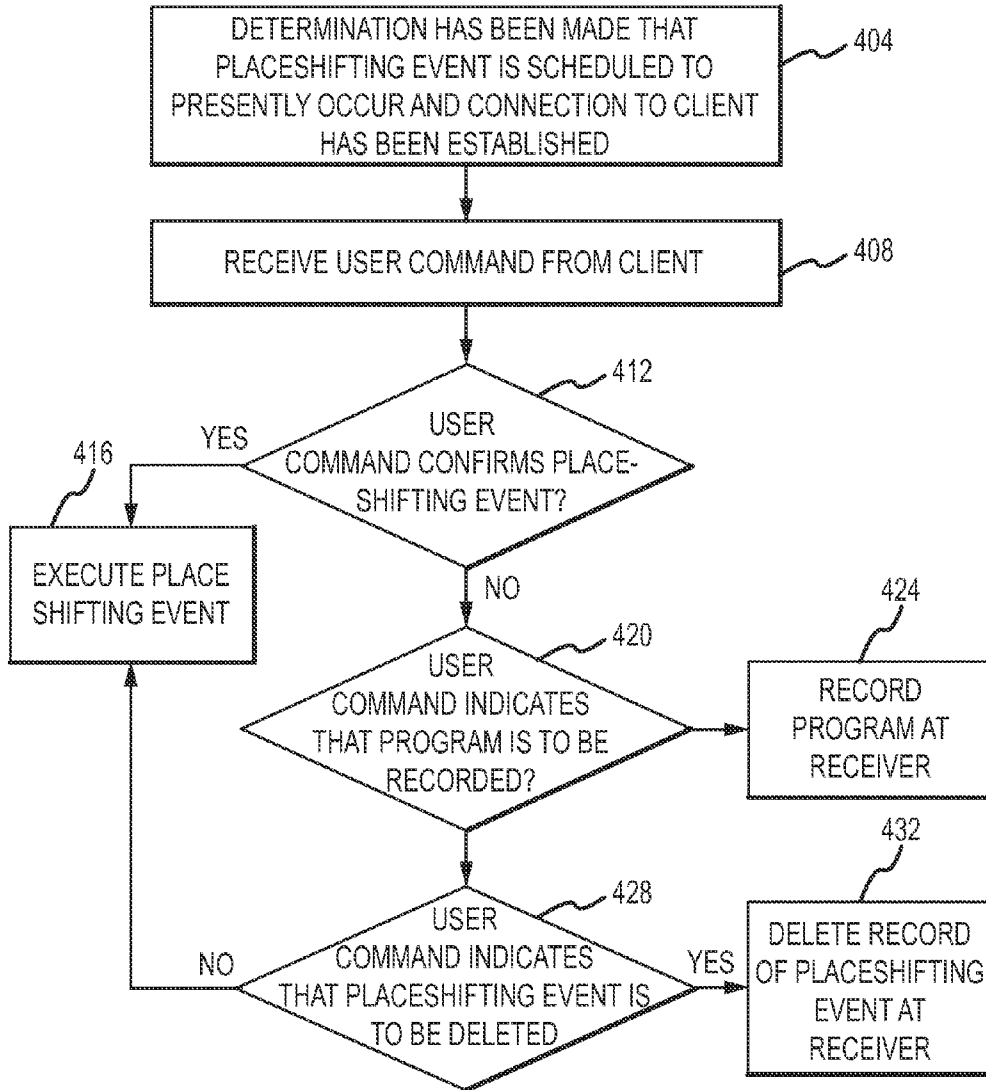 DETERMINATION HAS BEEN MADE THAT
PLACESHIFTING EVENT IS SCHEDULED TO
PRESENTLY OCCUR AND CONNECTION TO CLIENT
HAS BEEN ESTABLISHED
404
RECEIVE USER COMMAND FROM CLIENT
408
412
USER
COMMAND CONFIRMS PLACE-
SHIFTING EVENT?
YES
416
EXECUTE PLACE
SHIFTING EVENT
NO
420
USER
COMMAND INDICATES
THAT PROGRAM IS TO BE
RECORDED?
424
RECORD
PROGRAM AT
RECEIVER
428
USER
COMMAND INDICATES
THAT PLACESHIFTING EVENT IS
TO BE DELETED
NO
YES
432
DELETE RECORD
OF PLACESHIFTING
EVENT AT
RECEIVER